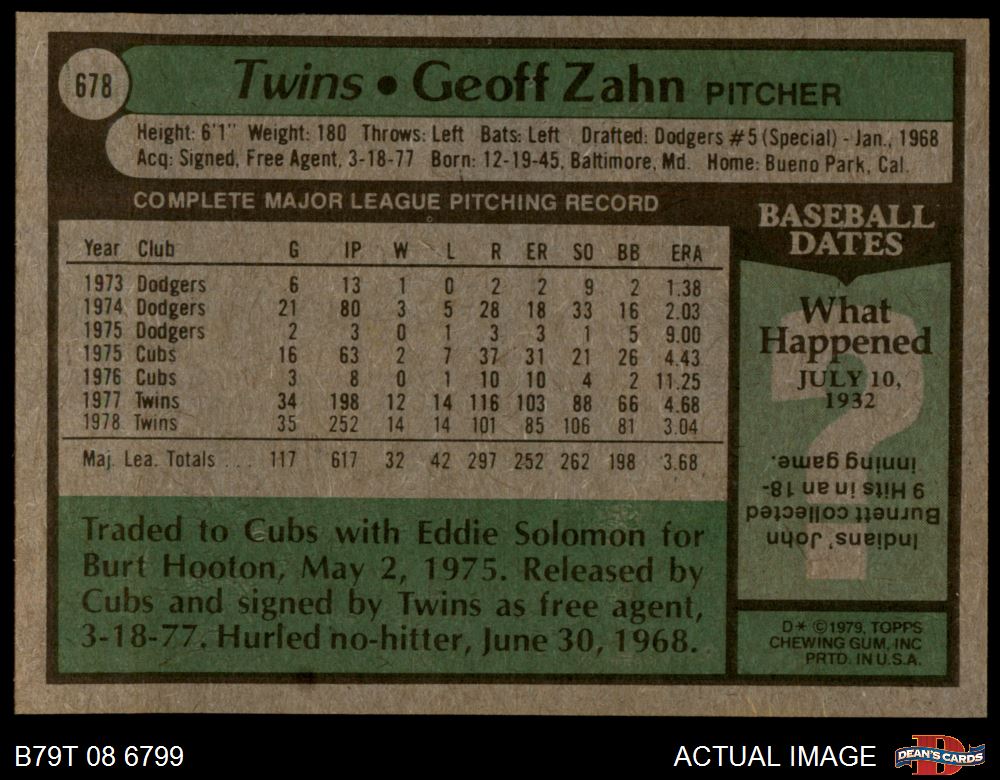 678
Twins • Geoff Zahn PITCHER
Height: 6'1" Weight: 180 Throws: Left Bats: Left Drafted: Dodgers #5 (Special) - Jan., 1968
Acq: Signed, Free Agent, 3-18-77 Born: 12-19-45, Baltimore, Md. Home: Bueno Park, Cal.
COMPLETE MAJOR LEAGUE PITCHING RECORD
Year Club G IP W L R ER SO BB ERA
1973 Dodgers 6 13 1 0 2 2 9 2 1.38
1974 Dodgers 21 80 3 5 28 18 33 16 2.03
1975 Dodgers 2 3 0 1 3 3 1 5 9.00
1975 Cubs 16 63 2 7 37 31 21 26 4.43
1976 Cubs 3 8 0 1 10 10 4 2 11.25
1977 Twins 34 198 12 14 116 103 88 66 4.68
1978 Twins 35 252 14 14 101 85 106 81 3.04
Maj. Lea. Totals . . . 117 617 32 42 297 252 262 198 3.68
Traded to Cubs with Eddie Solomon for
Burt Hooton, May 2, 1975. Released by
Cubs and signed by Twins as free agent,
3-18-77. Hurled no-hitter, June 30, 1968.
BASEBALL
DATES
What
Happened
JULY 10,
1932
?
Indians' John
Burnett collected
9 Hits in an 18-
inning game.
D* ©1979, TOPPS
CHEWING GUM, INC
PRTD. IN U.S.A.
B79T 08 6799
ACTUAL IMAGE
D
DEAN'S CARDS